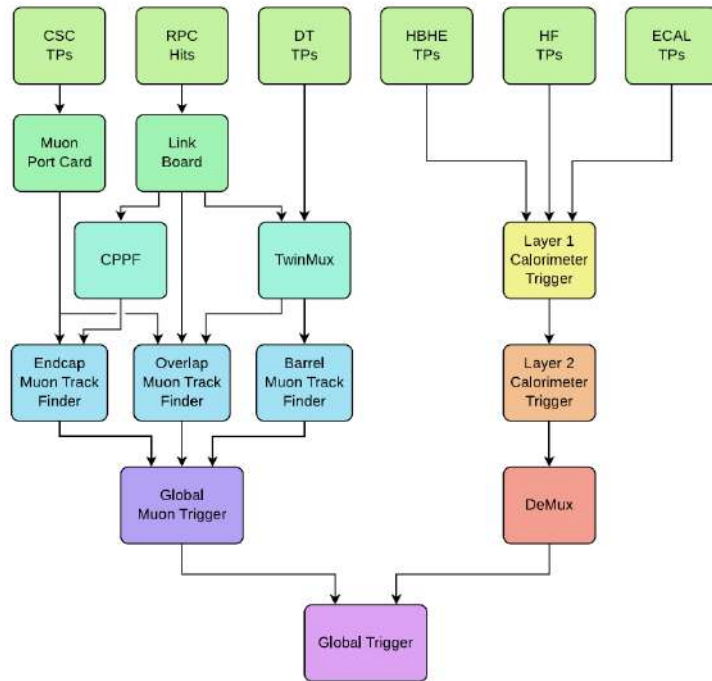 CSC
TPs
RPC
Hits
DT
TPs
HBHE
TPs
HF
TPs
ECAL
TPs
Muon
Port Card
Link
Board
CPPF
TwinMux
Layer 1
Calorimeter
Trigger
Endcap
Muon Track
Finder
Overlap
Muon Track
Finder
Barrel
Muon Track
Finder
Layer 2
Calorimeter
Trigger
Global
Muon Trigger
DeMux
Global Trigger